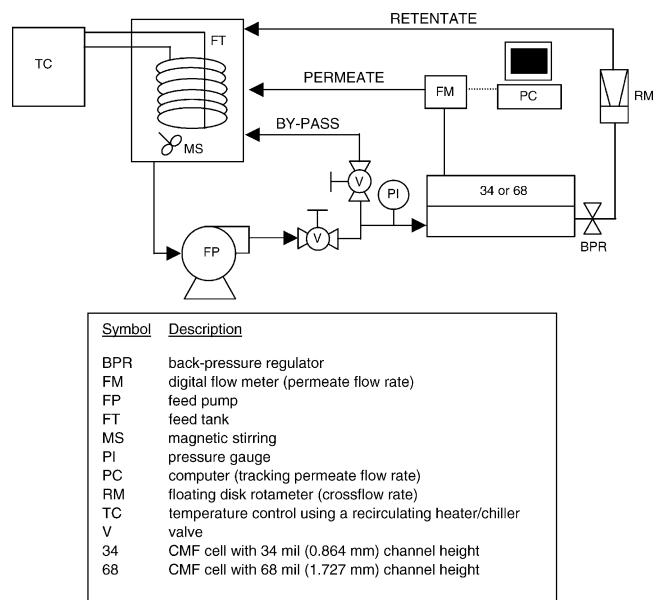 RETENTATE
FT
TC
PERMEATE
FM
PC
RM
BY-PASS
MS
V
PI
34 or 68
FP
V
BPR
Symbol Description
BPR back-pressure regulator
FM digital flow meter (permeate flow rate)
FP feed pump
FT feed tank
MS magnetic stirring
PI pressure gauge
PC computer (tracking permeate flow rate)
RM floating disk rotameter (crossflow rate)
TC temperature control using a recirculating heater/chiller
V valve
34 CMF cell with 34 mil (0.864 mm) channel height
68 CMF cell with 68 mil (1.727 mm) channel height